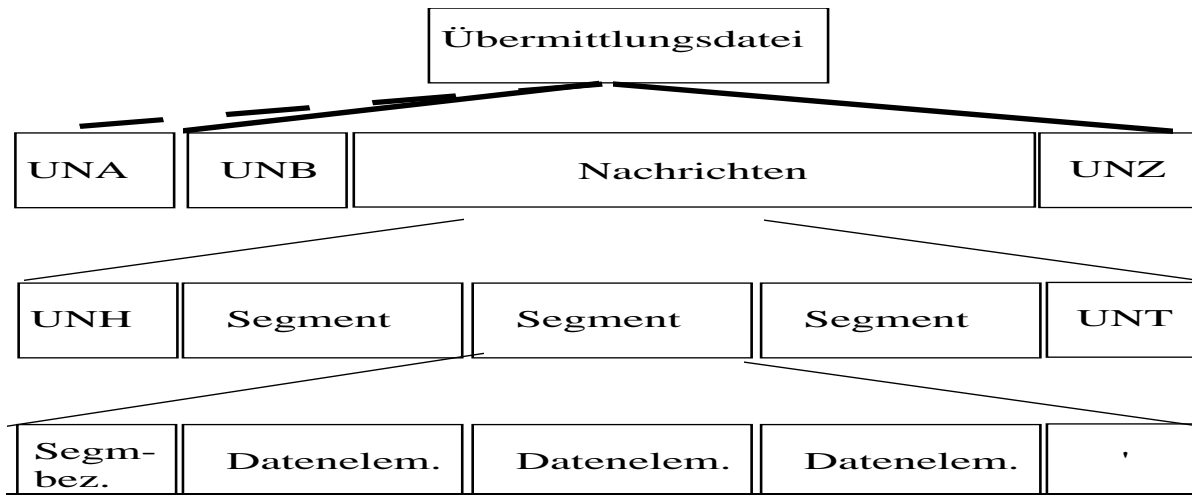 Übermittlungsdatei
UNA UNB Nachrichten UNZ
UNH Segment Segment Segment UNT
Segm-
bez. Datenelem. Datenelem. Datenelem. '